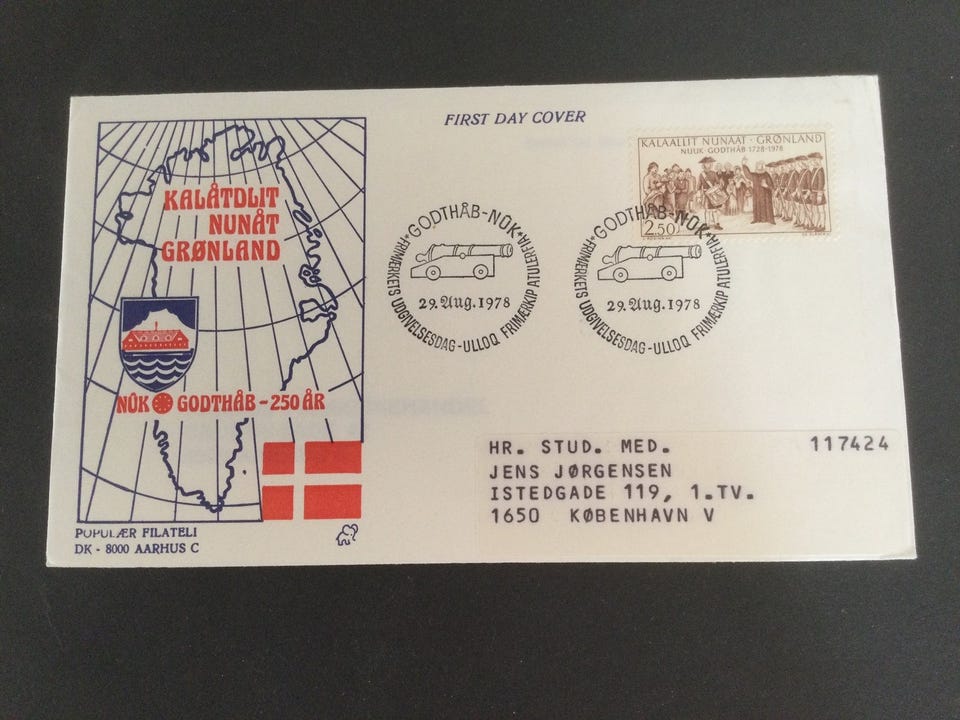 FIRST DAY COVER
KALAALLIT NUNAAT · GRØNLAND
NUUK · GODTHÅB 1728-1978
2.50
KALÅTDLIT
NUNÅT
GRØNLAND
GODTHÅB-NÛK
29. Aug. 1978
FRIMÆRKETS UDGIVELSESDAG-ULLOQ FRIMÆRKIP ATULERFIA
GODTHÅB-NÛK
29. Aug. 1978
FRIMÆRKETS UDGIVELSESDAG-ULLOQ FRIMÆRKIP ATULERFIA
NÛK GODTHÅB - 250 ÅR
HR. STUD. MED. 117424
JENS JØRGENSEN
ISTEDGADE 119, 1.TV.
1650 KØBENHAVN V
POPULÆR FILATELI
DK - 8000 AARHUS C